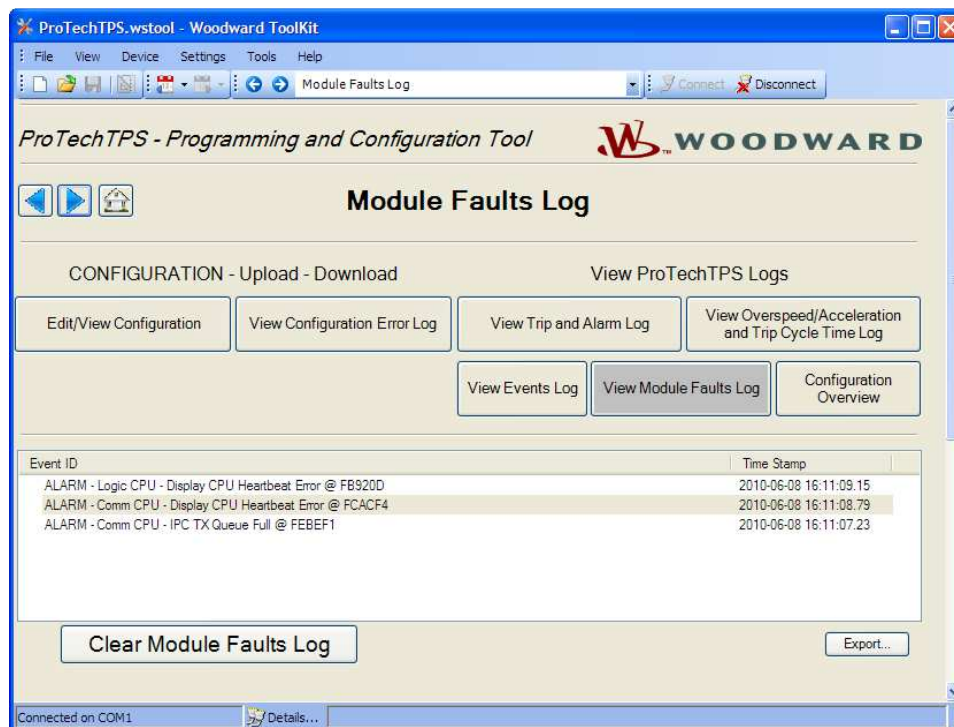 ProTechTPS.wstool - Woodward ToolKit
File View Device Settings Tools Help
Module Faults Log Connect Disconnect
ProTechTPS - Programming and Configuration Tool
W™ WOODWARD
Module Faults Log
CONFIGURATION - Upload - Download
View ProTechTPS Logs
Edit/View Configuration
View Configuration Error Log
View Trip and Alarm Log
View Overspeed/Acceleration
and Trip Cycle Time Log
View Events Log
View Module Faults Log
Configuration
Overview
Event ID Time Stamp
ALARM - Logic CPU - Display CPU Heartbeat Error @ FB920D 2010-06-08 16:11:09.15
ALARM - Comm CPU - Display CPU Heartbeat Error @ FCACF4 2010-06-08 16:11:08.79
ALARM - Comm CPU - IPC TX Queue Full @ FEBEF1 2010-06-08 16:11:07.23
Clear Module Faults Log
Export...
Connected on COM1 Details...